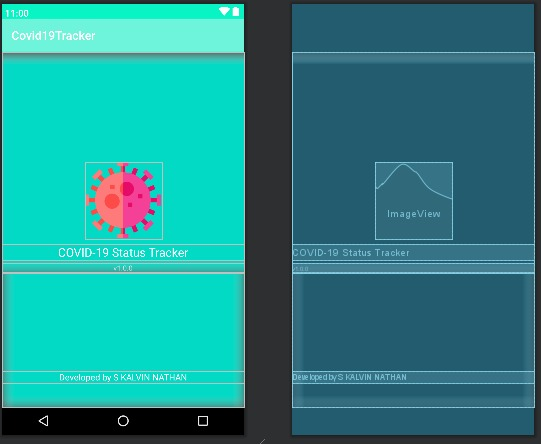 11:00
Covid19Tracker
COVID-19 Status Tracker
v1.0.0
Developed by S KALVIN NATHAN
ImageView
COVID-19 Status Tracker
v1.0.0
Developed by S KALVIN NATHAN